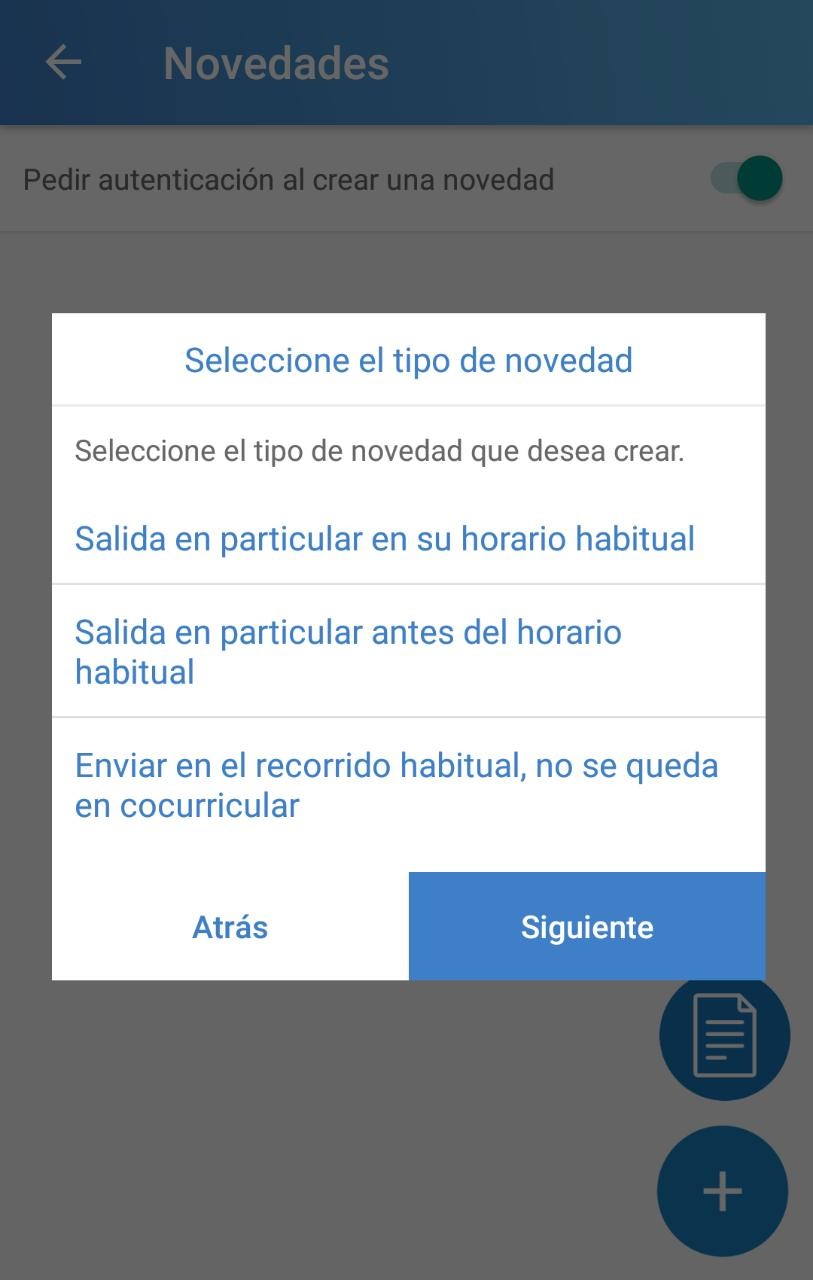 Novedades
Pedir autenticación al crear una novedad
Seleccione el tipo de novedad
Seleccione el tipo de novedad que desea crear.
Salida en particular en su horario habitual
Salida en particular antes del horario
habitual
Enviar en el recorrido habitual, no se queda
en cocurricular
Atrás
Siguiente